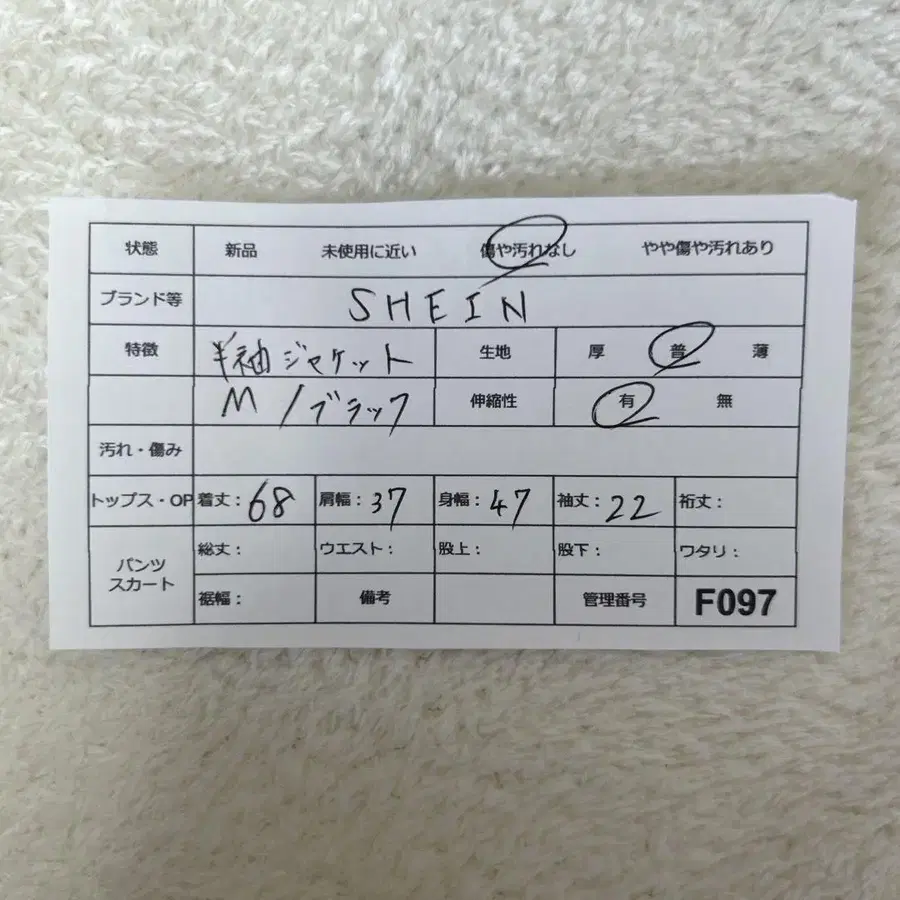 状態 新品 未使用に近い 傷や汚れなし やや傷や汚れあり
ブランド等 SHEIN
特徴 半袖ジャケット 生地 厚 普 薄
M/ブラック 伸縮性 有 無
汚れ・傷み
トップス・OP 着丈:68 肩幅:37 身幅:47 袖丈:22 裄丈:
パンツ スカート 総丈: ウエスト: 股上: 股下: ワタリ:
裾幅: 備考 管理番号 F097